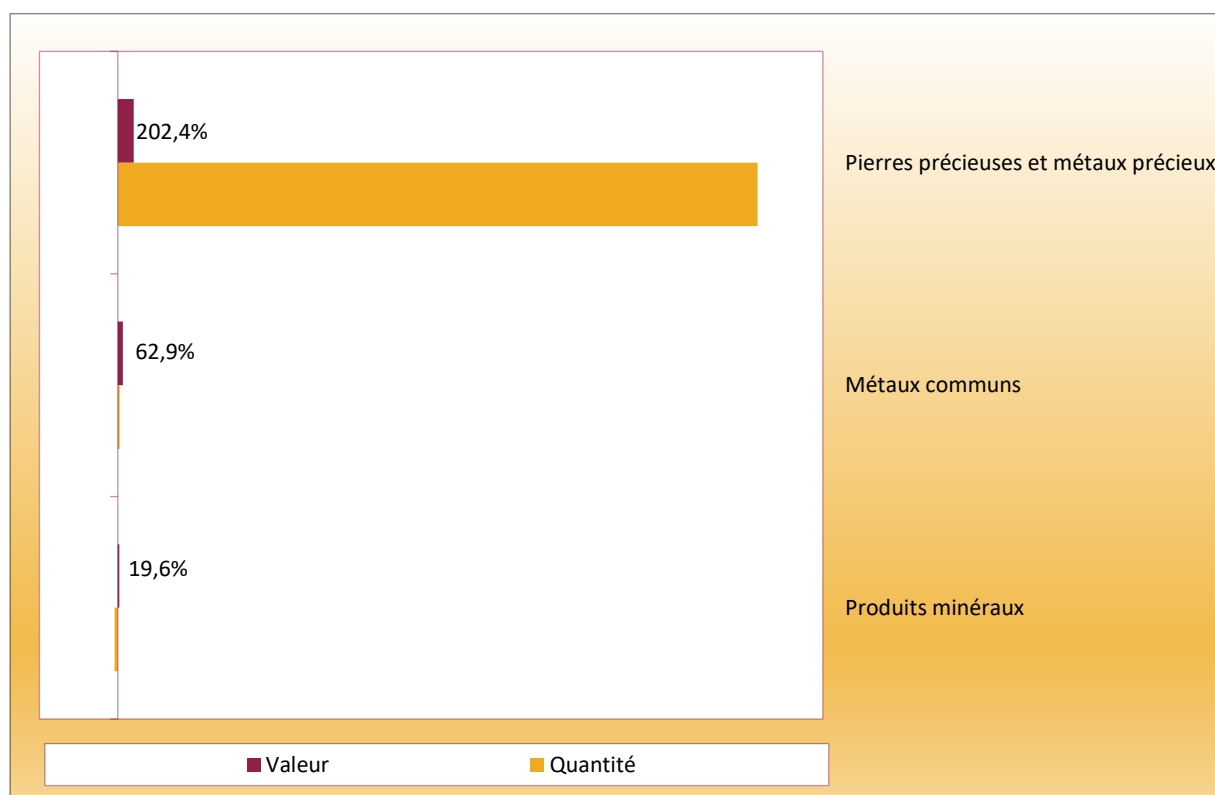 202,4%
Pierres précieuses et métaux précieux
62,9%
Métaux communs
19,6%
Produits minéraux
Valeur
Quantité